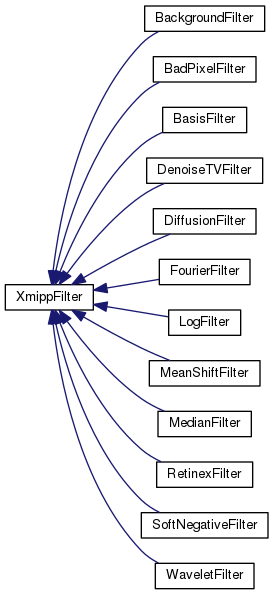 BackgroundFilter
BadPixelFilter
BasisFilter
DenoiseTVFilter
DiffusionFilter
FourierFilter
XmippFilter
LogFilter
MeanShiftFilter
MedianFilter
RetinexFilter
SoftNegativeFilter
WaveletFilter